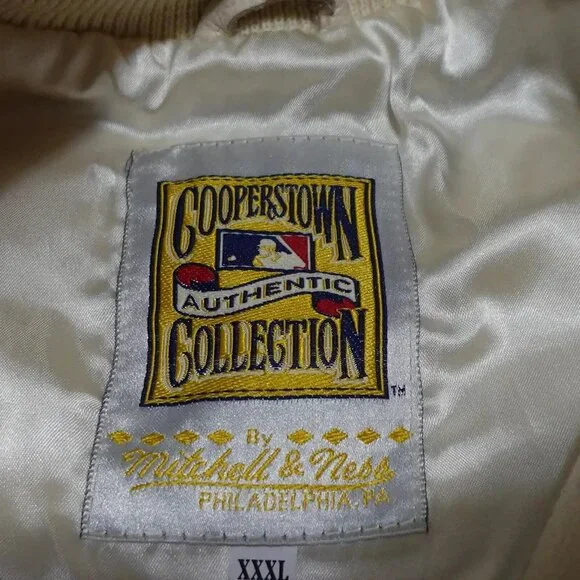 COOPERSTOWN
AUTHENTIC
COLLECTION
TM
By
Mitchell & Ness
PHILADELPHIA, PA
XXXL